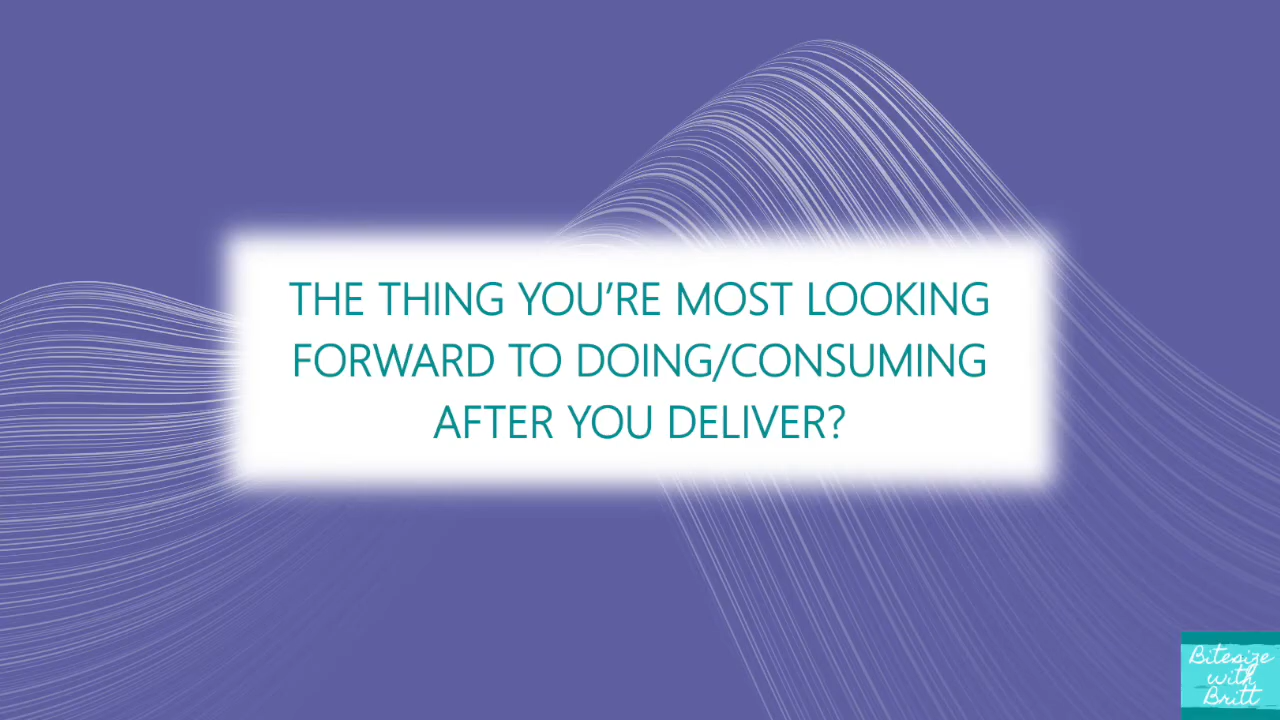 THE THING YOU’RE MOST LOOKING
FORWARD TO DOING/CONSUMING
AFTER YOU DELIVER?
Bitesize
with
Britt